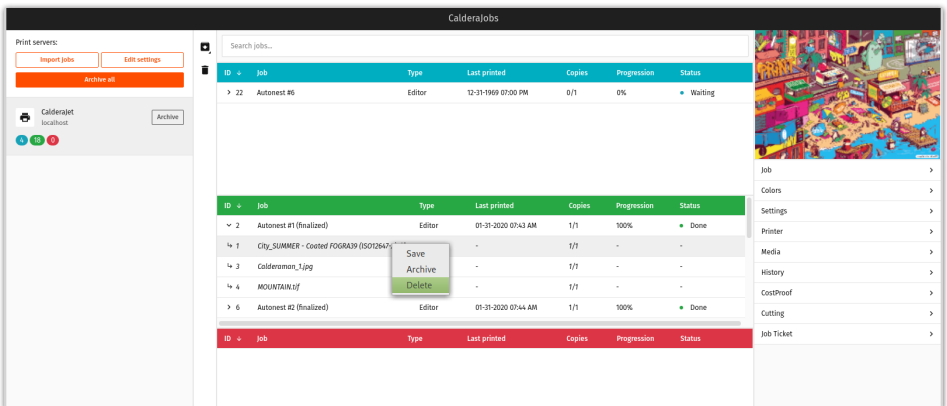 CalderaJobs
Print servers:
Import Jobs
Edit settings
Archive all
CalderaJet
localhost
Archive
4 18 0
Search jobs...
ID Job Type Last printed Copies Progression Status
22 Autonest #6 Editor 12-31-1969 07:00 PM 0/1 0% Waiting
ID Job Type Last printed Copies Progression Status
2 Autonest #1 (finalized) Editor 01-31-2020 07:43 AM 1/1 100% Done
1 City_SUMMER - Coated FOGRA39 (ISO12647 - 1/1 - -
3 Calderaman_1.jpg - 1/1 - -
4 MOUNTAIN.tif - 1/1 - -
6 Autonest #2 (finalized) Editor 01-31-2020 07:44 AM 1/1 100% Done
Save
Archive
Delete
ID Job Type Last printed Copies Progression Status
Job
Colors
Settings
Printer
Media
History
CostProof
Cutting
Job Ticket